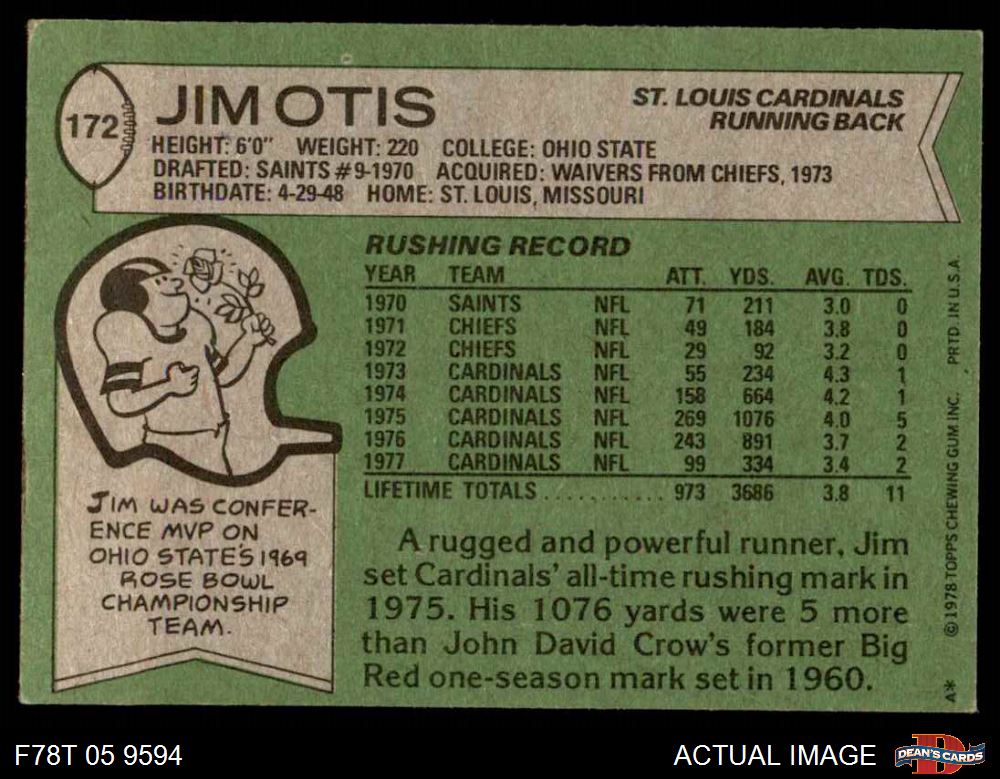 172
JIM OTIS
ST. LOUIS CARDINALS
RUNNING BACK
HEIGHT: 6'0" WEIGHT: 220 COLLEGE: OHIO STATE
DRAFTED: SAINTS #9-1970 ACQUIRED: WAIVERS FROM CHIEFS, 1973
BIRTHDATE: 4-29-48 HOME: ST. LOUIS, MISSOURI
RUSHING RECORD
YEAR TEAM ATT. YDS. AVG. TDS.
1970 SAINTS NFL 71 211 3.0 0
1971 CHIEFS NFL 49 184 3.8 0
1972 CHIEFS NFL 29 92 3.2 0
1973 CARDINALS NFL 55 234 4.3 1
1974 CARDINALS NFL 158 664 4.2 1
1975 CARDINALS NFL 269 1076 4.0 5
1976 CARDINALS NFL 243 891 3.7 2
1977 CARDINALS NFL 99 334 3.4 2
LIFETIME TOTALS ............ 973 3686 3.8 11
JIM WAS CONFER-
ENCE MVP ON
OHIO STATE'S 1969
ROSE BOWL
CHAMPIONSHIP
TEAM.
A rugged and powerful runner, Jim
set Cardinals' all-time rushing mark in
1975. His 1076 yards were 5 more
than John David Crow's former Big
Red one-season mark set in 1960.
A* © 1978 TOPPS CHEWING GUM INC. PRTD. IN U.S.A.
F78T 05 9594
ACTUAL IMAGE
D
DEAN'S CARDS